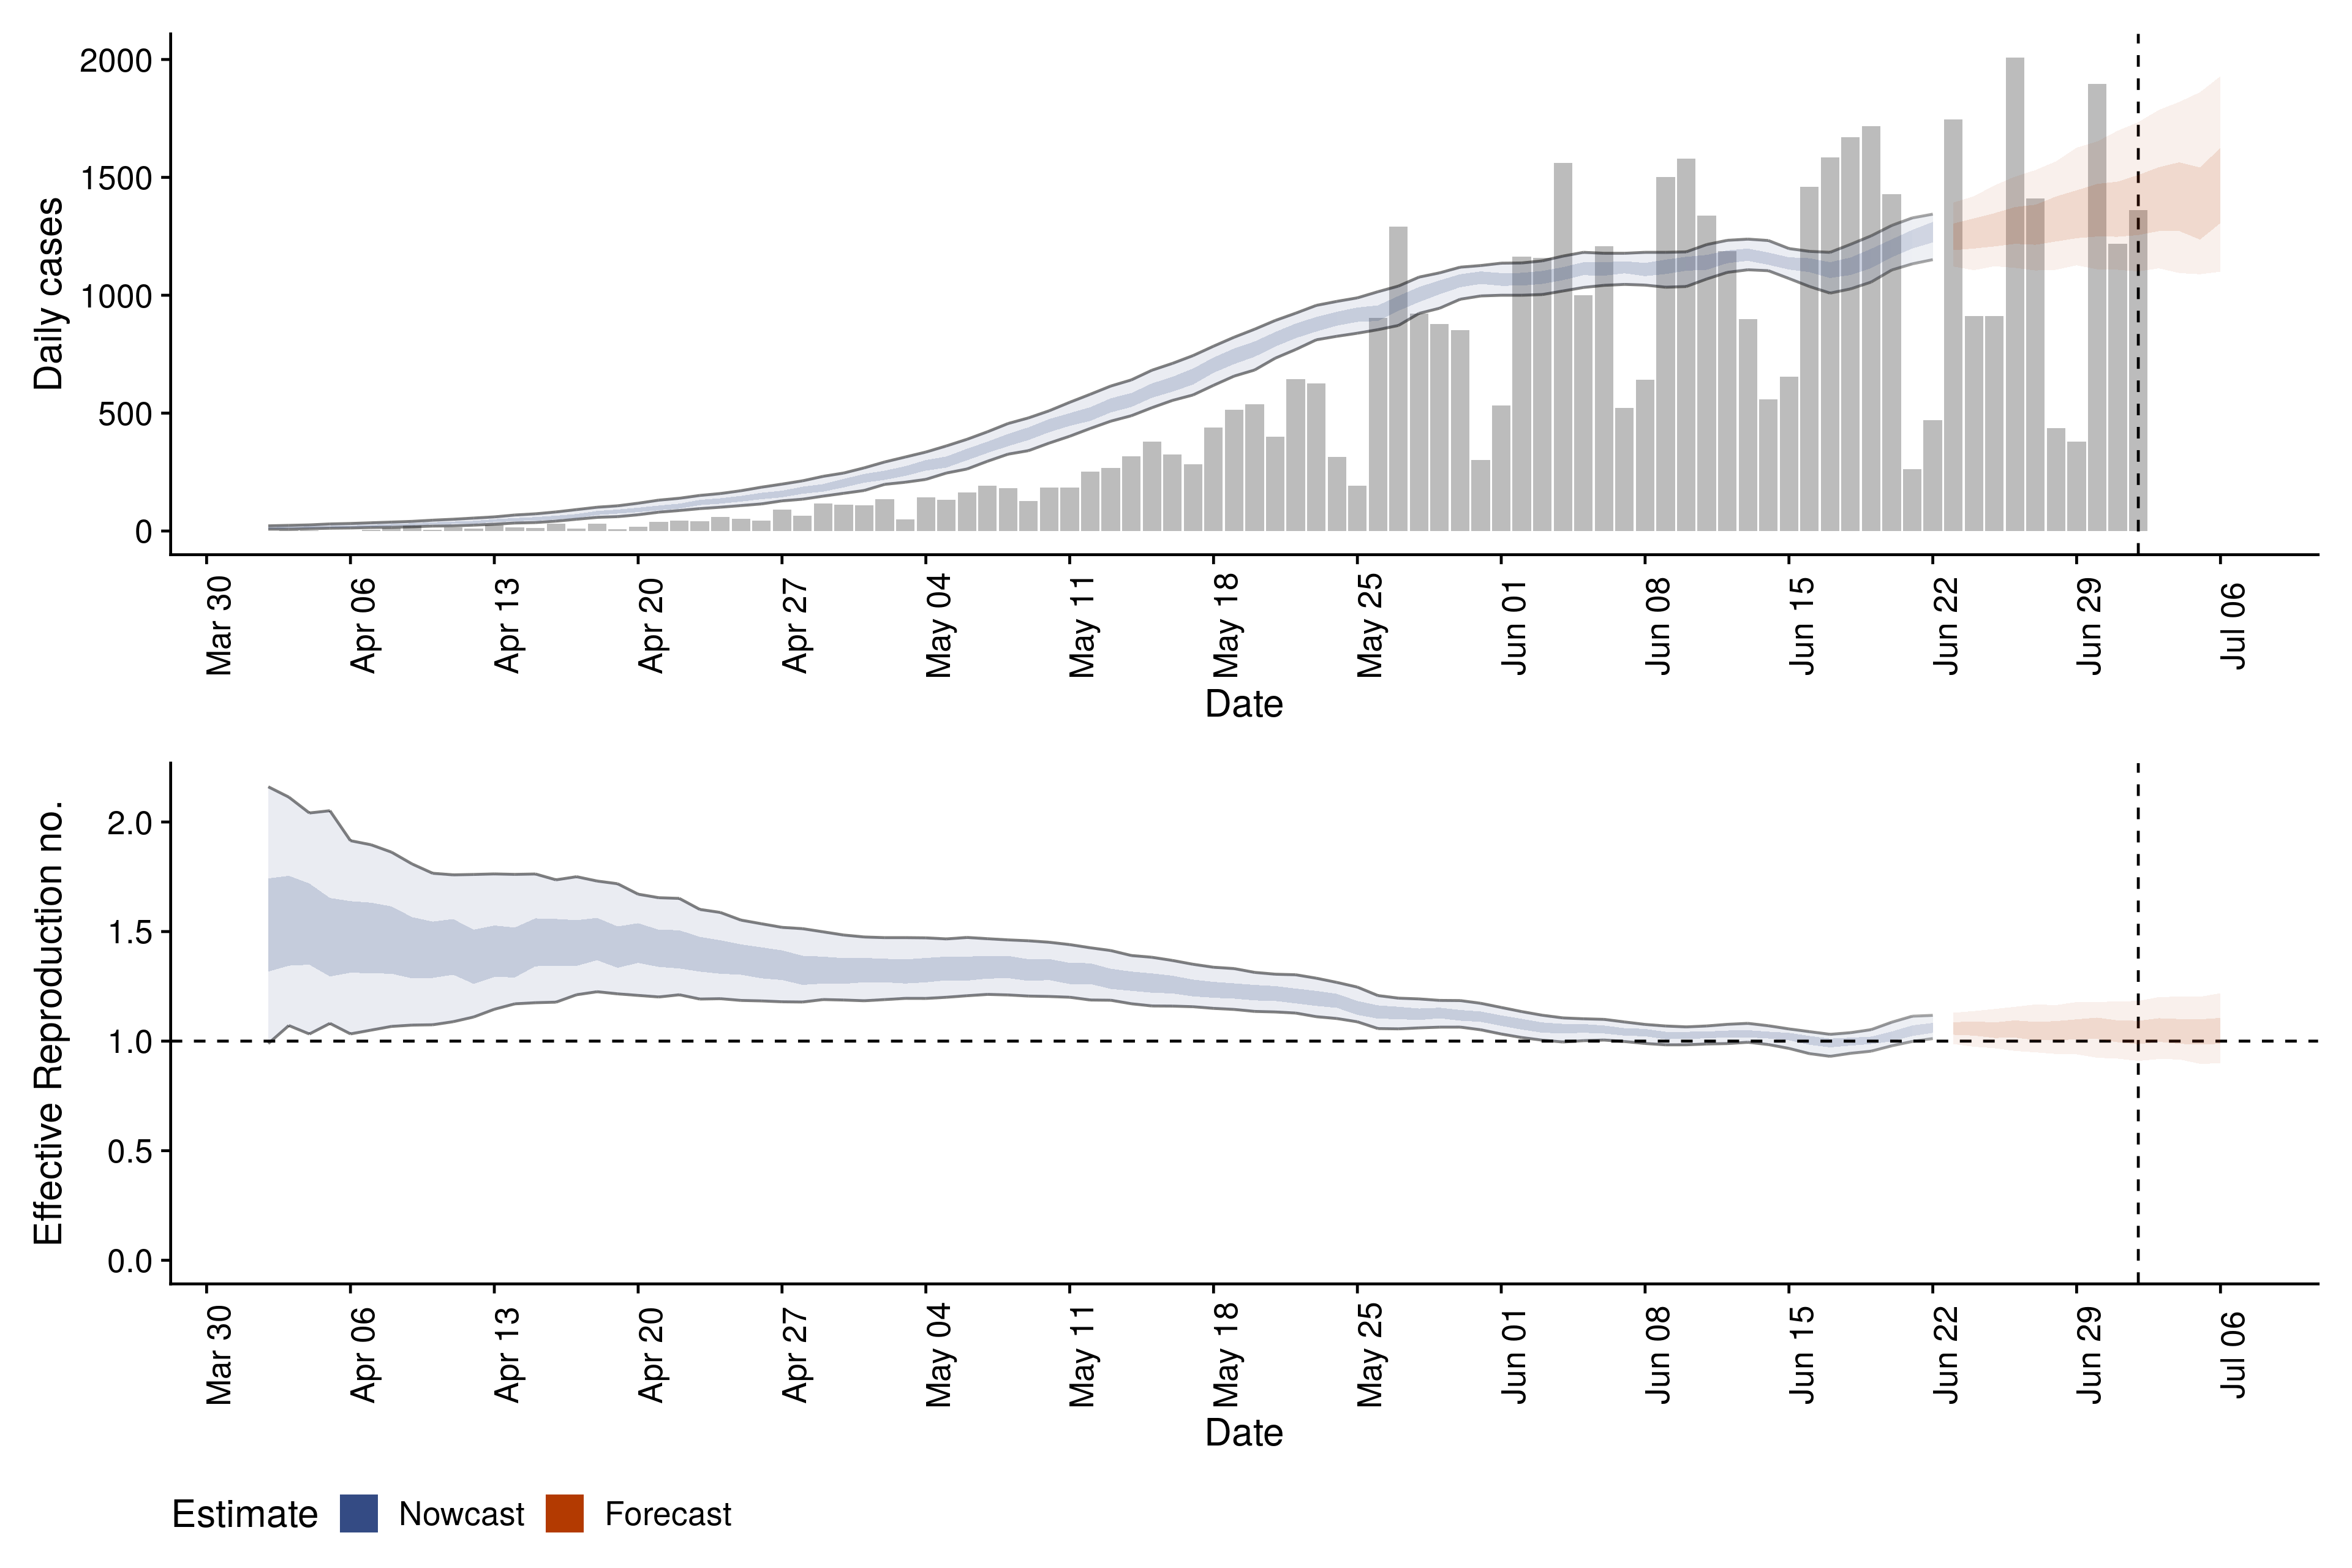 Daily cases
2000
1500
1000
500
0
Mar 30 Apr 06 Apr 13 Apr 20 Apr 27 May 04 May 11 May 18 May 25 Jun 01 Jun 08 Jun 15 Jun 22 Jun 29 Jul 06
Date
Effective Reproduction no.
2.0
1.5
1.0
0.5
0.0
Mar 30 Apr 06 Apr 13 Apr 20 Apr 27 May 04 May 11 May 18 May 25 Jun 01 Jun 08 Jun 15 Jun 22 Jun 29 Jul 06
Date
Estimate Nowcast Forecast